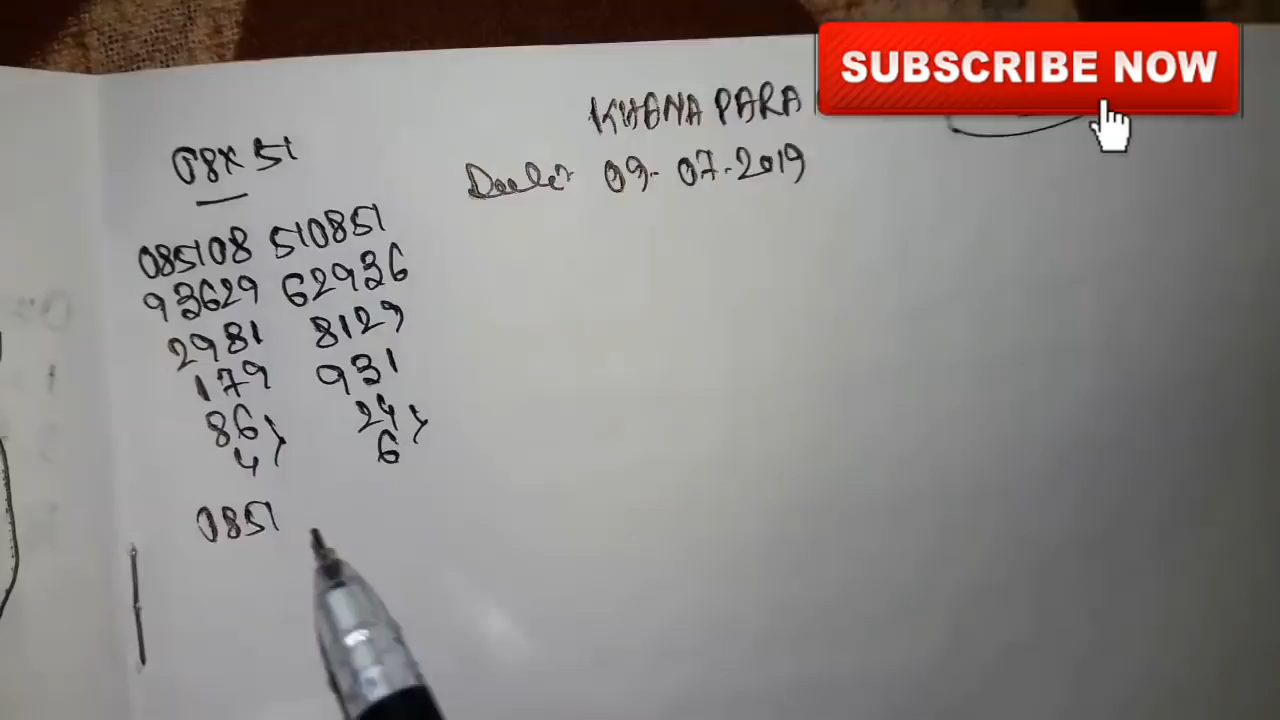 SUBSCRIBE NOW
KHANA PARA
Date:- 09-07-2019
08X51
085108 510851
93629 62936
2981 8129
179 931
86 24
4 6
0851